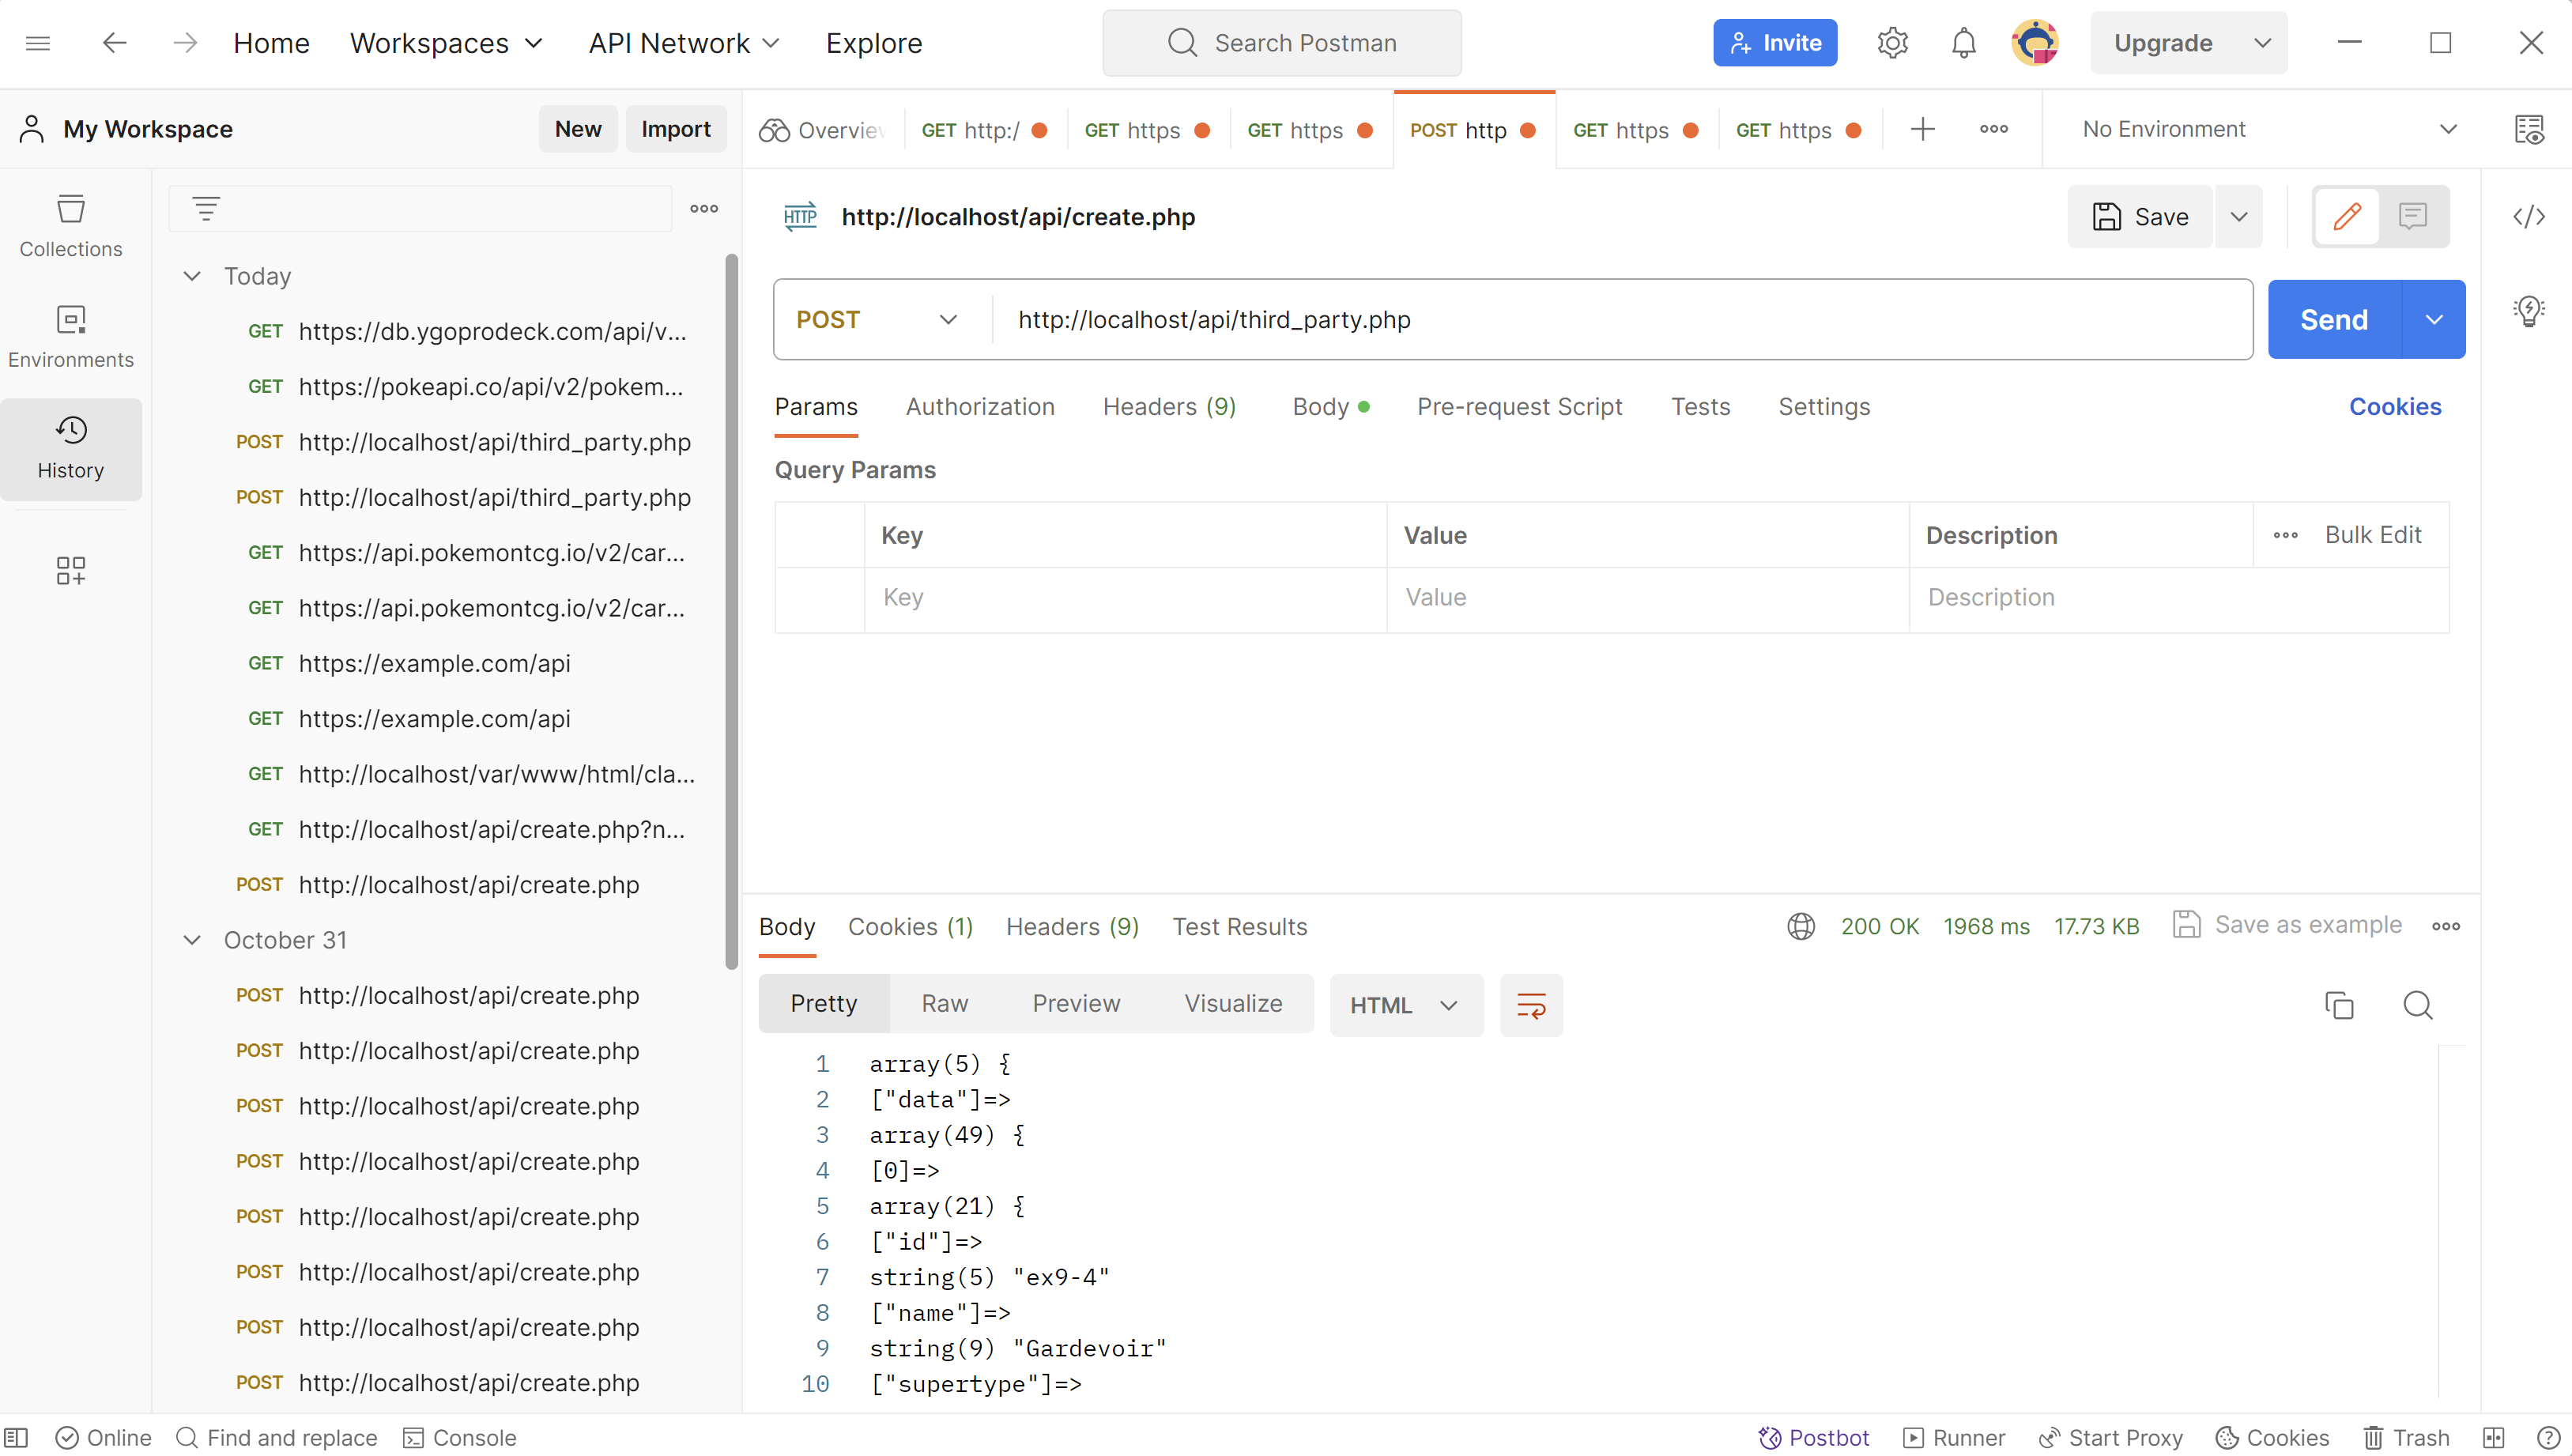 Home Workspaces API Network Explore Search Postman Invite Upgrade
My Workspace New Import
Overview GET http:/ GET https GET https POST http GET https GET https No Environment
Collections
Environments
History
Today
GET https://db.ygoprodeck.com/api/v...
GET https://pokeapi.co/api/v2/pokem...
POST http://localhost/api/third_party.php
POST http://localhost/api/third_party.php
GET https://api.pokemontcg.io/v2/car...
GET https://api.pokemontcg.io/v2/car...
GET https://example.com/api
GET https://example.com/api
GET http://localhost/var/www/html/cla...
GET http://localhost/api/create.php?n...
POST http://localhost/api/create.php
October 31
POST http://localhost/api/create.php
POST http://localhost/api/create.php
POST http://localhost/api/create.php
POST http://localhost/api/create.php
POST http://localhost/api/create.php
POST http://localhost/api/create.php
POST http://localhost/api/create.php
POST http://localhost/api/create.php
HTTP http://localhost/api/create.php Save
POST http://localhost/api/third_party.php Send
Params Authorization Headers (9) Body Pre-request Script Tests Settings Cookies
Query Params
Key Value Description Bulk Edit
Key Value Description
Body Cookies (1) Headers (9) Test Results 200 OK 1968 ms 17.73 KB Save as example
Pretty Raw Preview Visualize HTML
1 array(5) {
2 ["data"]=>
3 array(49) {
4 [0]=>
5 array(21) {
6 ["id"]=>
7 string(5) "ex9-4"
8 ["name"]=>
9 string(9) "Gardevoir"
10 ["supertype"]=>
Online Find and replace Console Postbot Runner Start Proxy Cookies Trash